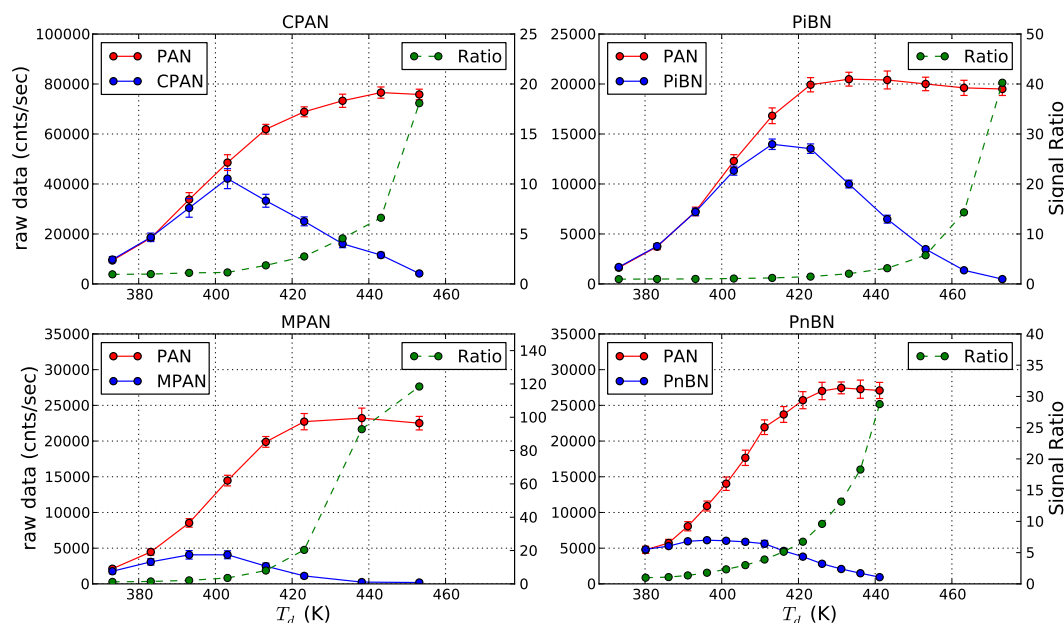 CPAN
PiBN
100000
80000
60000
40000
20000
0
raw data (cnts/sec)
PAN
CPAN
Ratio
25
20
15
10
5
0
380 400 420 440 460
25000
20000
15000
10000
5000
0
PAN
PiBN
Ratio
50
40
30
20
10
0
Signal Ratio
380 400 420 440 460
MPAN
PnBN
35000
30000
25000
20000
15000
10000
5000
0
raw data (cnts/sec)
PAN
MPAN
Ratio
140
120
100
80
60
40
20
0
380 400 420 440 460
T_d (K)
35000
30000
25000
20000
15000
10000
5000
0
PAN
PnBN
Ratio
40
35
30
25
20
15
10
5
0
Signal Ratio
380 400 420 440 460
T_d (K)